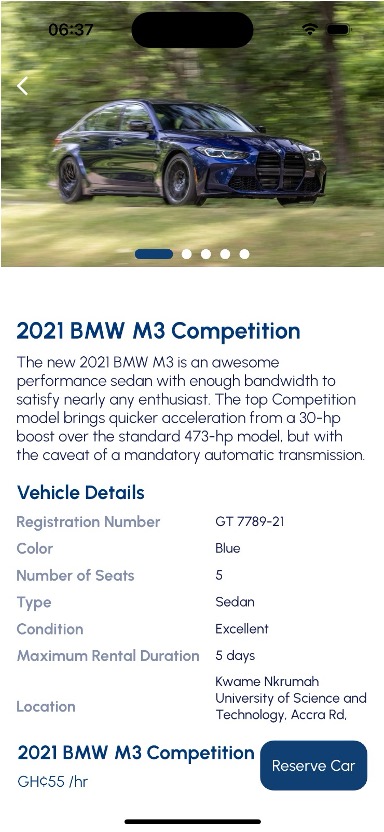 06:37
2021 BMW M3 Competition
The new 2021 BMW M3 is an awesome
performance sedan with enough bandwidth to
satisfy nearly any enthusiast. The top Competition
model brings quicker acceleration from a 30-hp
boost over the standard 473-hp model, but with
the caveat of a mandatory automatic transmission.
Vehicle Details
Registration Number GT 7789-21
Color Blue
Number of Seats 5
Type Sedan
Condition Excellent
Maximum Rental Duration 5 days
Location Kwame Nkrumah
University of Science and
Technology, Accra Rd,
2021 BMW M3 Competition
GH¢55 /hr
Reserve Car